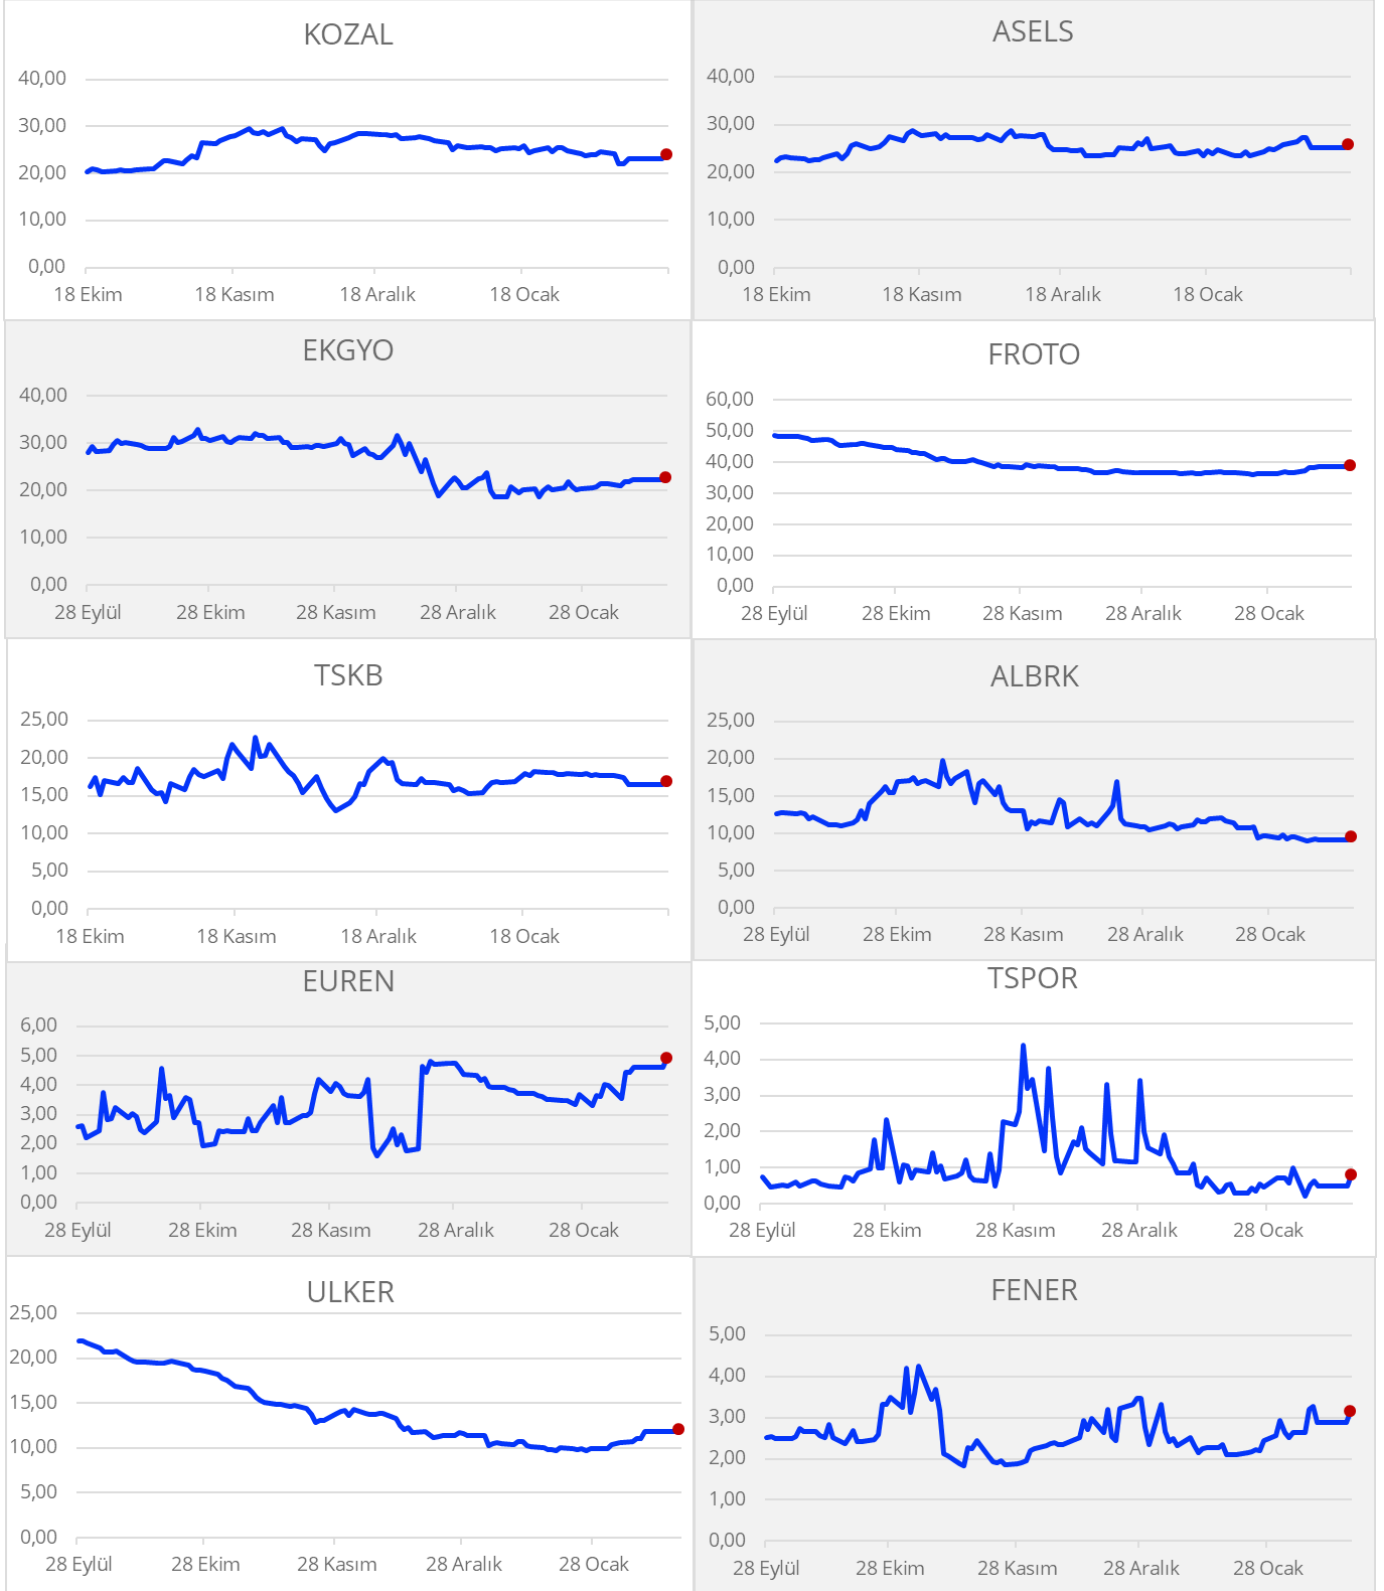 KOZAL
40,00
30,00
20,00
10,00
0,00
18 Ekim 18 Kasım 18 Aralık 18 Ocak
ASELS
40,00
30,00
20,00
10,00
0,00
18 Ekim 18 Kasım 18 Aralık 18 Ocak
EKGYO
40,00
30,00
20,00
10,00
0,00
28 Eylül 28 Ekim 28 Kasım 28 Aralık 28 Ocak
FROTO
60,00
50,00
40,00
30,00
20,00
10,00
0,00
28 Eylül 28 Ekim 28 Kasım 28 Aralık 28 Ocak
TSKB
25,00
20,00
15,00
10,00
5,00
0,00
18 Ekim 18 Kasım 18 Aralık 18 Ocak
ALBRK
25,00
20,00
15,00
10,00
5,00
0,00
28 Eylül 28 Ekim 28 Kasım 28 Aralık 28 Ocak
EUREN
6,00
5,00
4,00
3,00
2,00
1,00
0,00
28 Eylül 28 Ekim 28 Kasım 28 Aralık 28 Ocak
TSPOR
5,00
4,00
3,00
2,00
1,00
0,00
28 Eylül 28 Ekim 28 Kasım 28 Aralık 28 Ocak
ULKER
25,00
20,00
15,00
10,00
5,00
0,00
28 Eylül 28 Ekim 28 Kasım 28 Aralık 28 Ocak
FENER
5,00
4,00
3,00
2,00
1,00
0,00
28 Eylül 28 Ekim 28 Kasım 28 Aralık 28 Ocak